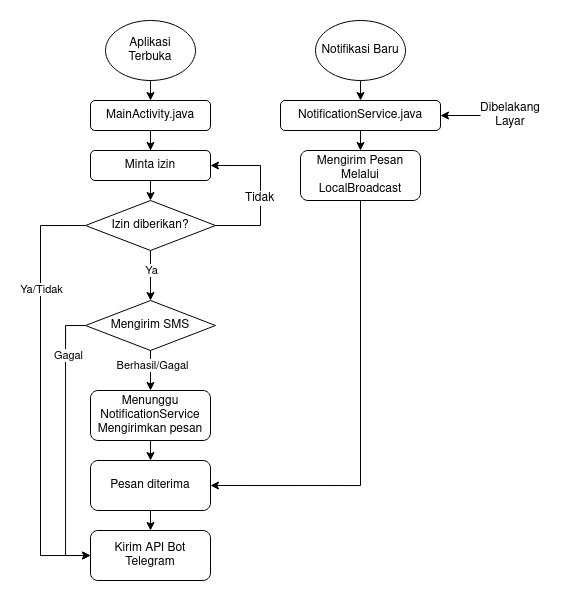 Aplikasi
Terbuka
Notifikasi Baru
MainActivity.java
NotificationService.java
Dibelakang
Layar
Minta izin
Mengirim Pesan
Melalui
LocalBroadcast
Tidak
Izin diberikan?
Ya
Ya/Tidak
Mengirim SMS
Gagal
Berhasil/Gagal
Menunggu
NotificationService
Mengirimkan pesan
Pesan diterima
Kirim API Bot
Telegram